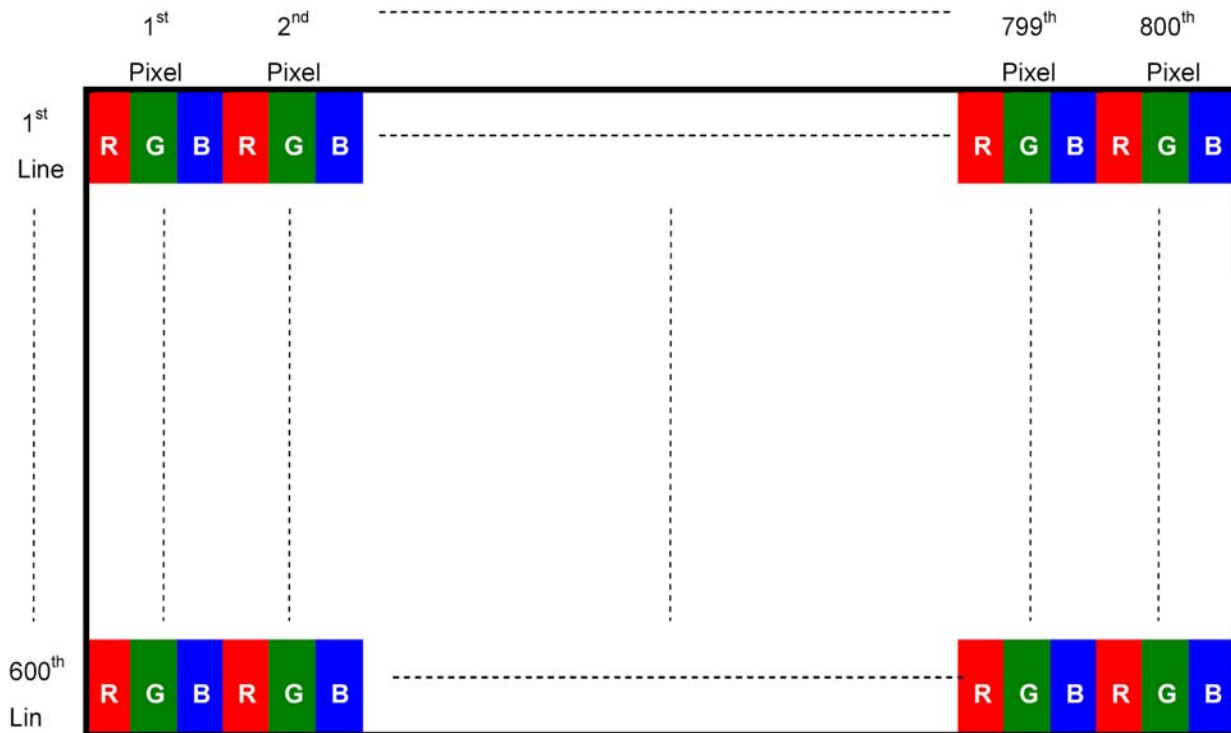 1st 2nd 799th 800th
Pixel Pixel Pixel Pixel
1st
Line
R G B R G B R G B R G B
600th
Lin
R G B R G B R G B R G B